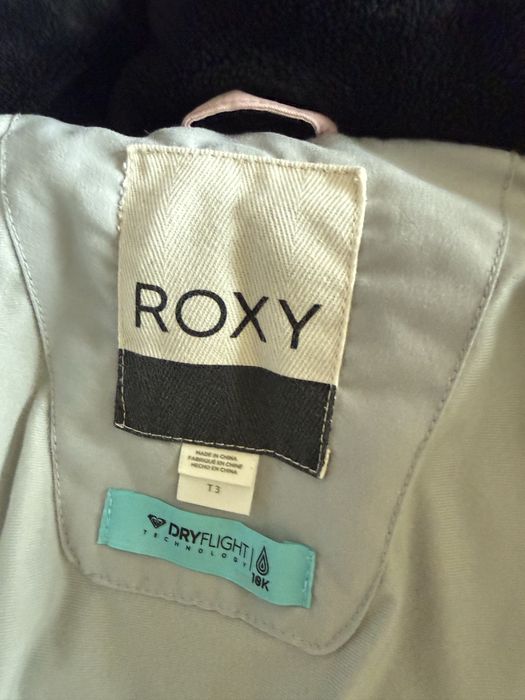 ROXY
MADE IN CHINA
FABRIQUÉ EN CHINE
HECHO EN CHINA
T3
DRYFLIGHT
TECHNOLOGY
10K